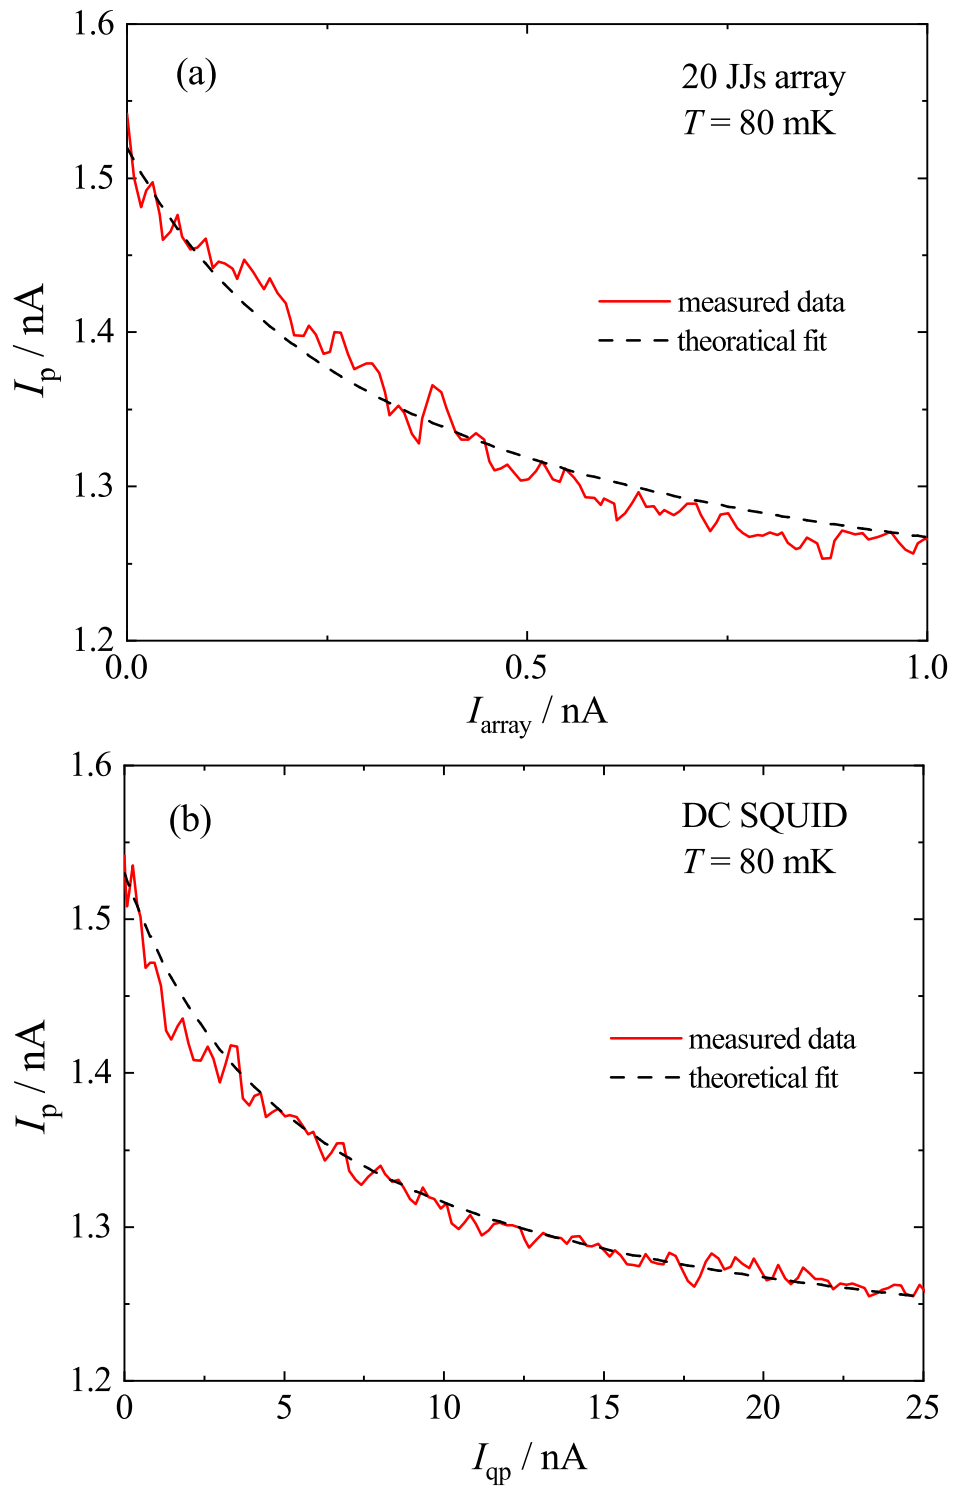 1.6
(a)
20 JJs array
T = 80 mK
1.5
measured data
1.4
theoratical fit
I_p / nA
1.3
1.2
0.0 0.5 1.0
I_array / nA
1.6
(b)
DC SQUID
T = 80 mK
1.5
measured data
1.4
theoretical fit
I_p / nA
1.3
1.2
0 5 10 15 20 25
I_qp / nA